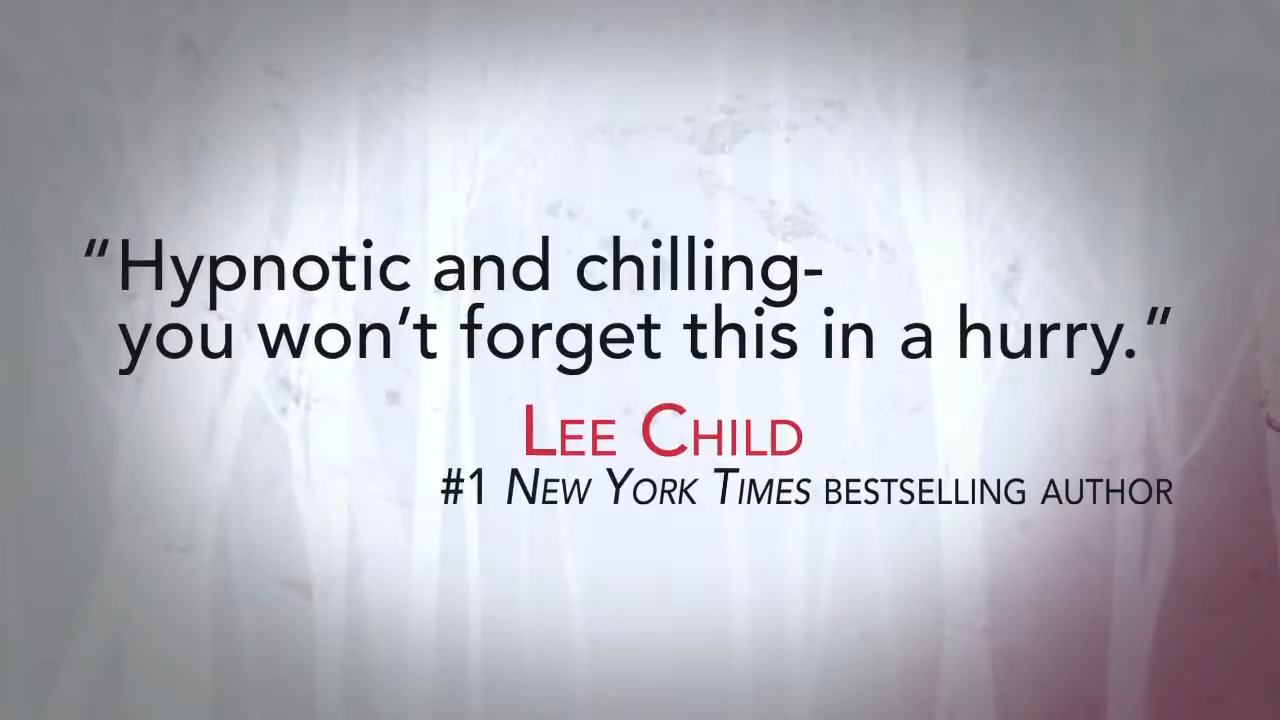 “Hypnotic and chilling-
you won’t forget this in a hurry.”
LEE CHILD
#1 NEW YORK TIMES BESTSELLING AUTHOR